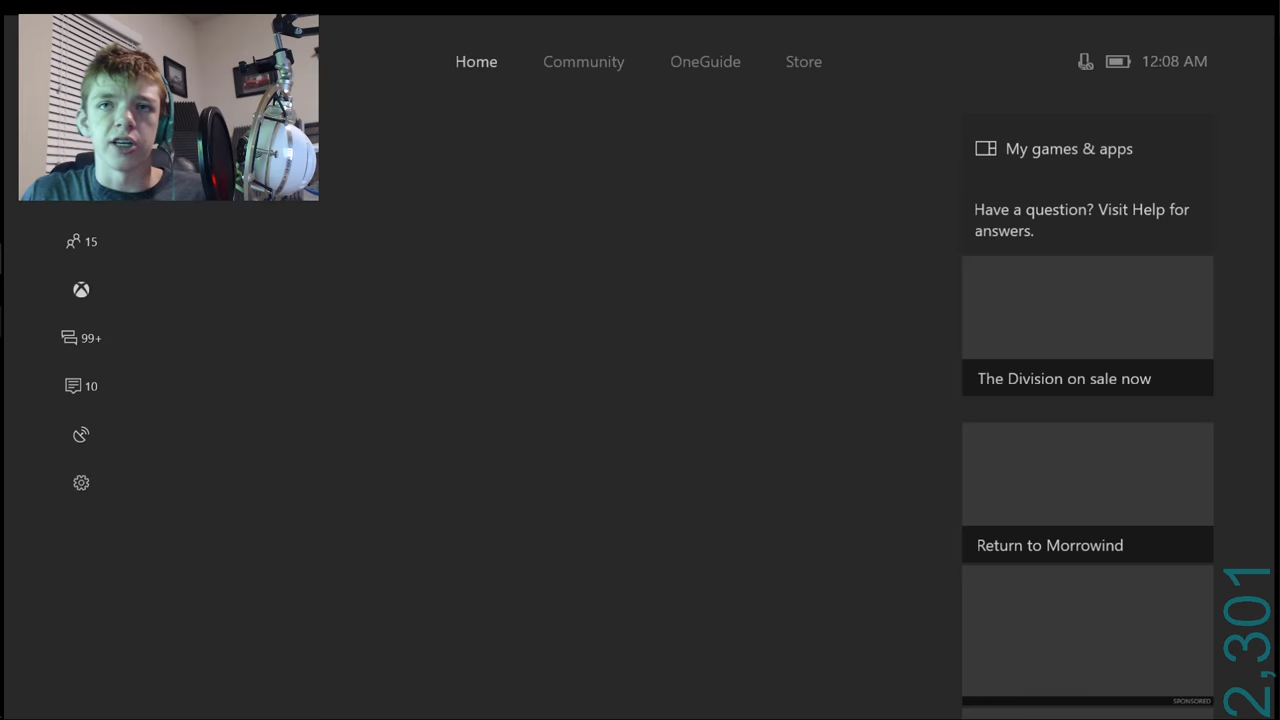 Home
Community
OneGuide
Store
12:08 AM
My games & apps
Have a question? Visit Help for
answers.
15
99+
10
The Division on sale now
Return to Morrowind
SPONSORED
2,301